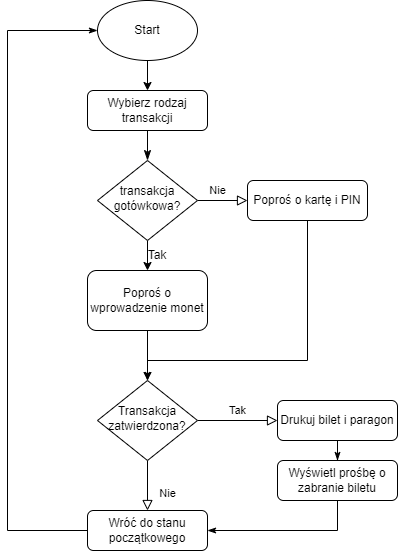 Start
Wybierz rodzaj
transakcji
transakcja
gotówkowa?
Nie
Poproś o kartę i PIN
Tak
Poproś o
wprowadzenie monet
Transakcja
zatwierdzona?
Tak
Drukuj bilet i paragon
Wyświetl prośbę o
zabranie biletu
Nie
Wróć do stanu
początkowego